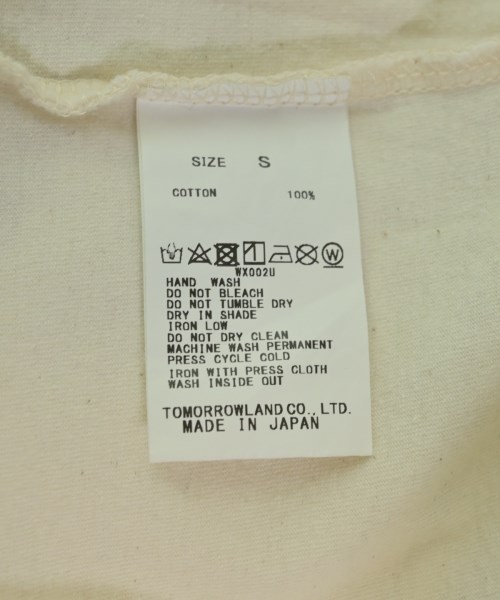 SIZE S
COTTON 100%
W
WX002U
HAND WASH
DO NOT BLEACH
DO NOT TUMBLE DRY
DRY IN SHADE
IRON LOW
DO NOT DRY CLEAN
MACHINE WASH PERMANENT
PRESS CYCLE COLD
IRON WITH PRESS CLOTH
WASH INSIDE OUT
TOMORROWLAND CO., LTD.
MADE IN JAPAN